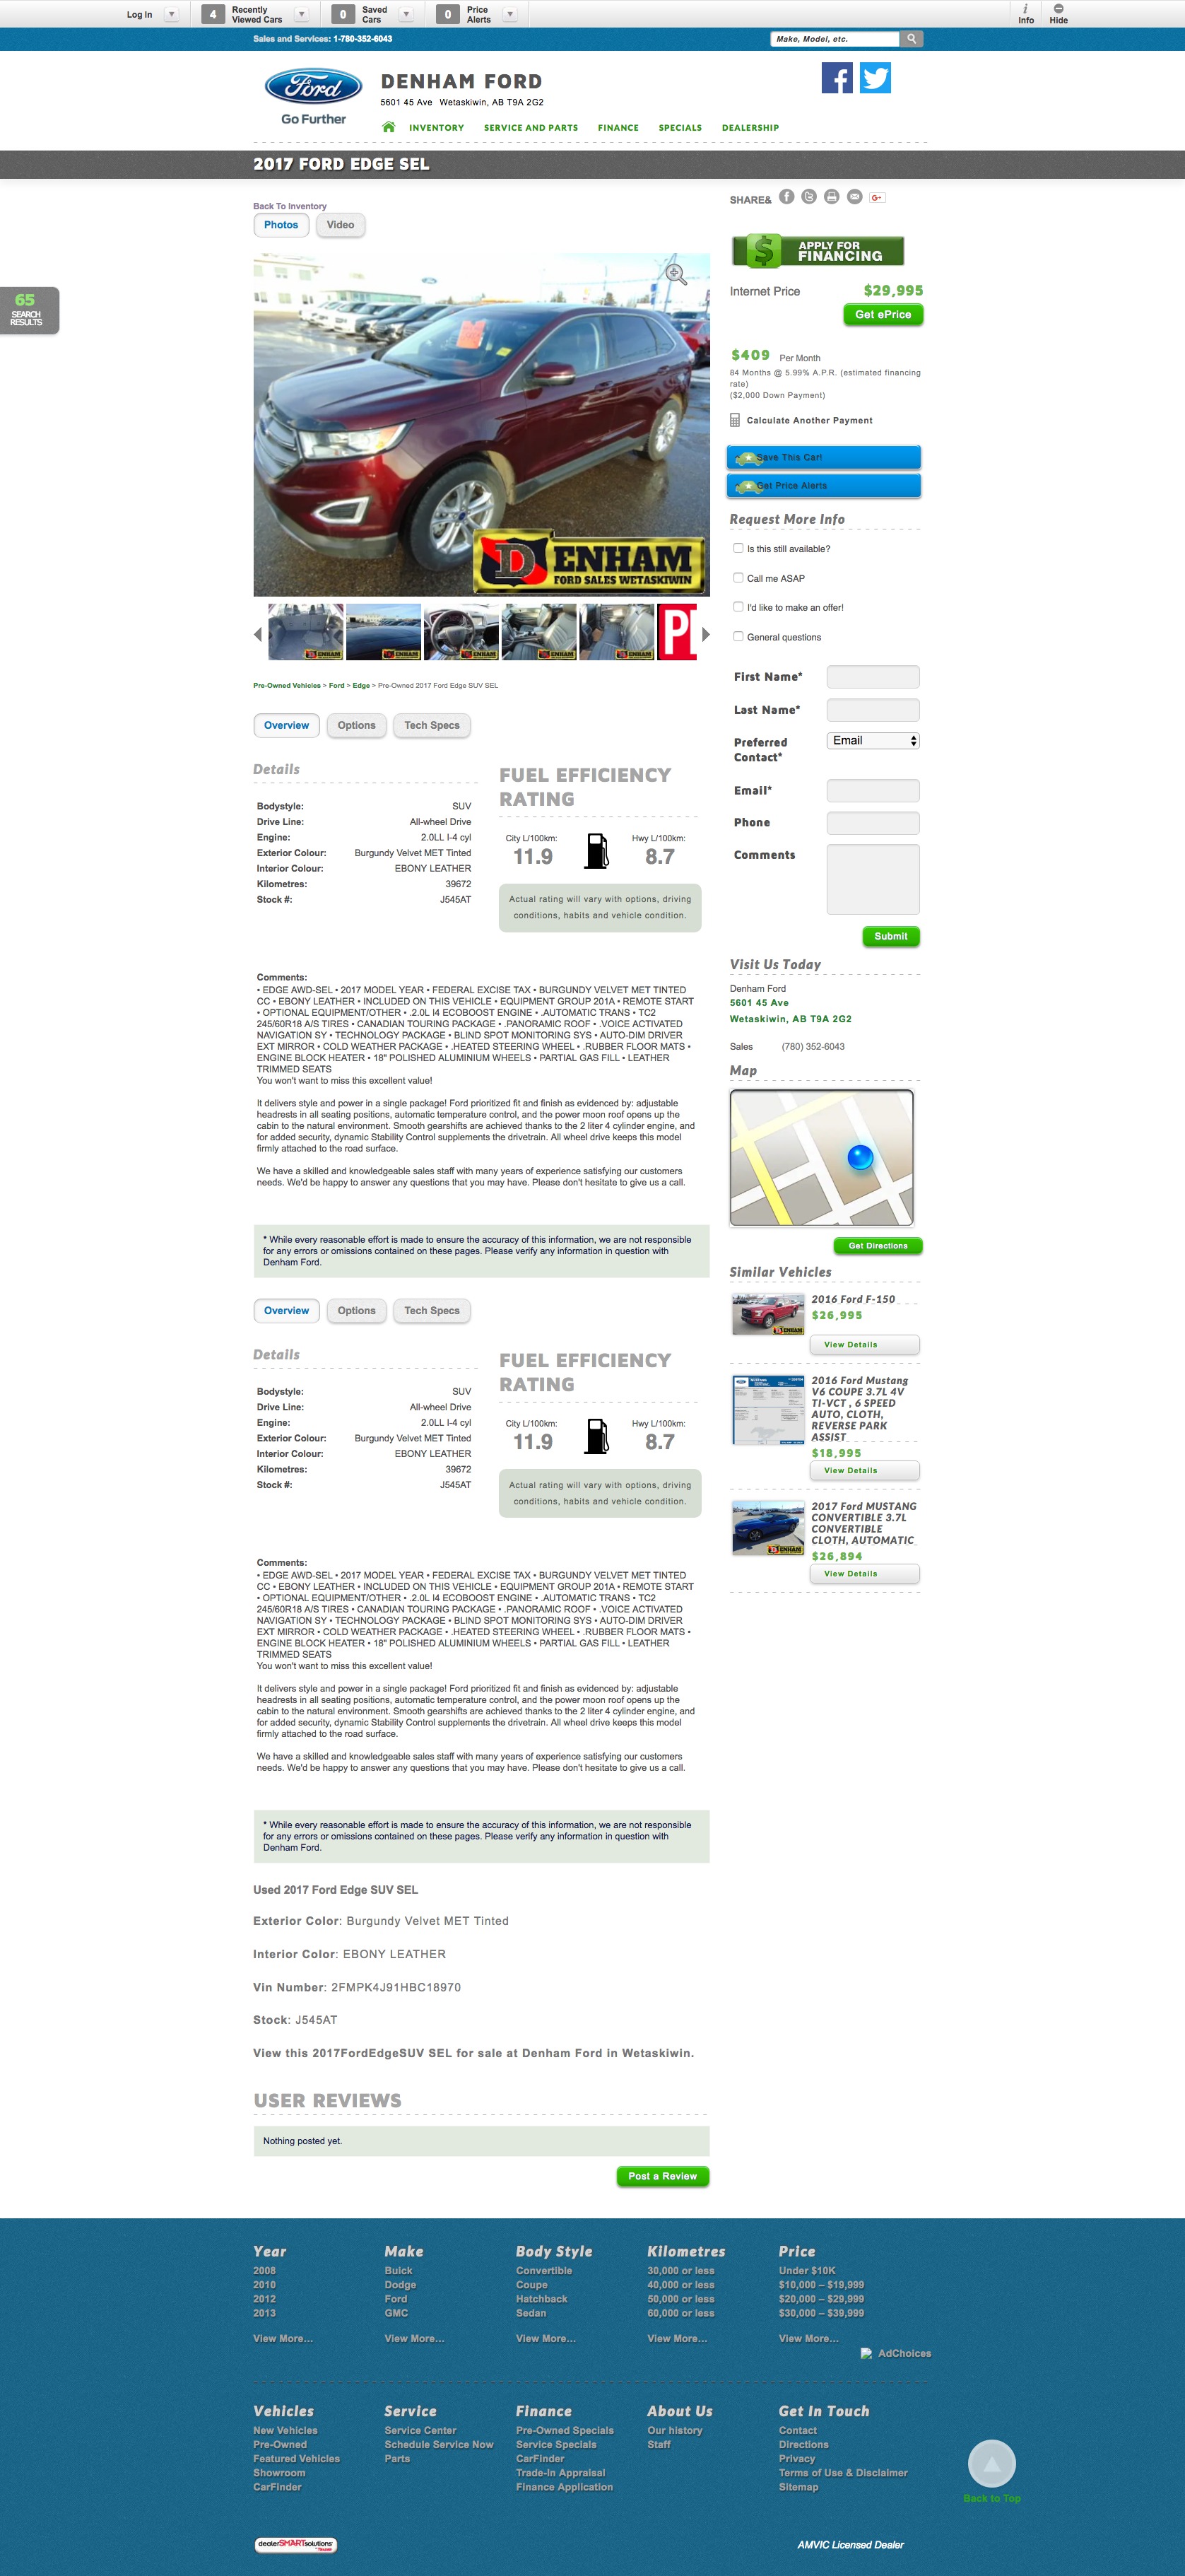 Log In
4 Recently Viewed Cars
0 Saved Cars
0 Price Alerts
i Info
Hide
Sales and Services: 1-780-352-6043
Make, Model, etc.
Ford
Go Further
DENHAM FORD
5601 45 Ave Wetaskiwin, AB T9A 2G2
INVENTORY SERVICE AND PARTS FINANCE SPECIALS DEALERSHIP
2017 FORD EDGE SEL
Back To Inventory
Photos Video
65
SEARCH
RESULTS
DENHAM
FORD SALES WETASKIWIN
Pre-Owned Vehicles > Ford > Edge > Pre-Owned 2017 Ford Edge SUV SEL
Overview Options Tech Specs
Details
Bodystyle: SUV
Drive Line: All-wheel Drive
Engine: 2.0LL I-4 cyl
Exterior Colour: Burgundy Velvet MET Tinted
Interior Colour: EBONY LEATHER
Kilometres: 39672
Stock #: J545AT
FUEL EFFICIENCY
RATING
City L/100km: Hwy L/100km:
11.9 8.7
Actual rating will vary with options, driving
conditions, habits and vehicle condition.
Comments:
• EDGE AWD-SEL • 2017 MODEL YEAR • FEDERAL EXCISE TAX • BURGUNDY VELVET MET TINTED
CC • EBONY LEATHER • INCLUDED ON THIS VEHICLE • EQUIPMENT GROUP 201A • REMOTE START
• OPTIONAL EQUIPMENT/OTHER • .2.0L I4 ECOBOOST ENGINE • .AUTOMATIC TRANS • TC2
245/60R18 A/S TIRES • CANADIAN TOURING PACKAGE • .PANORAMIC ROOF • .VOICE ACTIVATED
NAVIGATION SY • TECHNOLOGY PACKAGE • BLIND SPOT MONITORING SYS • AUTO-DIM DRIVER
EXT MIRROR • COLD WEATHER PACKAGE • .HEATED STEERING WHEEL • .RUBBER FLOOR MATS •
ENGINE BLOCK HEATER • 18" POLISHED ALUMINIUM WHEELS • PARTIAL GAS FILL • LEATHER
TRIMMED SEATS
You won't want to miss this excellent value!
It delivers style and power in a single package! Ford prioritized fit and finish as evidenced by: adjustable
headrests in all seating positions, automatic temperature control, and the power moon roof opens up the
cabin to the natural environment. Smooth gearshifts are achieved thanks to the 2 liter 4 cylinder engine, and
for added security, dynamic Stability Control supplements the drivetrain. All wheel drive keeps this model
firmly attached to the road surface.
We have a skilled and knowledgeable sales staff with many years of experience satisfying our customers
needs. We'd be happy to answer any questions that you may have. Please don't hesitate to give us a call.
* While every reasonable effort is made to ensure the accuracy of this information, we are not responsible
for any errors or omissions contained on these pages. Please verify any information in question with
Denham Ford.
Overview Options Tech Specs
Details
Bodystyle: SUV
Drive Line: All-wheel Drive
Engine: 2.0LL I-4 cyl
Exterior Colour: Burgundy Velvet MET Tinted
Interior Colour: EBONY LEATHER
Kilometres: 39672
Stock #: J545AT
FUEL EFFICIENCY
RATING
City L/100km: Hwy L/100km:
11.9 8.7
Actual rating will vary with options, driving
conditions, habits and vehicle condition.
Comments:
• EDGE AWD-SEL • 2017 MODEL YEAR • FEDERAL EXCISE TAX • BURGUNDY VELVET MET TINTED
CC • EBONY LEATHER • INCLUDED ON THIS VEHICLE • EQUIPMENT GROUP 201A • REMOTE START
• OPTIONAL EQUIPMENT/OTHER • .2.0L I4 ECOBOOST ENGINE • .AUTOMATIC TRANS • TC2
245/60R18 A/S TIRES • CANADIAN TOURING PACKAGE • .PANORAMIC ROOF • .VOICE ACTIVATED
NAVIGATION SY • TECHNOLOGY PACKAGE • BLIND SPOT MONITORING SYS • AUTO-DIM DRIVER
EXT MIRROR • COLD WEATHER PACKAGE • .HEATED STEERING WHEEL • .RUBBER FLOOR MATS •
ENGINE BLOCK HEATER • 18" POLISHED ALUMINIUM WHEELS • PARTIAL GAS FILL • LEATHER
TRIMMED SEATS
You won't want to miss this excellent value!
It delivers style and power in a single package! Ford prioritized fit and finish as evidenced by: adjustable
headrests in all seating positions, automatic temperature control, and the power moon roof opens up the
cabin to the natural environment. Smooth gearshifts are achieved thanks to the 2 liter 4 cylinder engine, and
for added security, dynamic Stability Control supplements the drivetrain. All wheel drive keeps this model
firmly attached to the road surface.
We have a skilled and knowledgeable sales staff with many years of experience satisfying our customers
needs. We'd be happy to answer any questions that you may have. Please don't hesitate to give us a call.
* While every reasonable effort is made to ensure the accuracy of this information, we are not responsible
for any errors or omissions contained on these pages. Please verify any information in question with
Denham Ford.
Used 2017 Ford Edge SUV SEL
Exterior Color: Burgundy Velvet MET Tinted
Interior Color: EBONY LEATHER
Vin Number: 2FMPK4J91HBC18970
Stock: J545AT
View this 2017FordEdgeSUV SEL for sale at Denham Ford in Wetaskiwin.
USER REVIEWS
Nothing posted yet.
Post a Review
SHARE&
G+
APPLY FOR
FINANCING
Internet Price $29,995
Get ePrice
$409 Per Month
84 Months @ 5.99% A.P.R. (estimated financing
rate)
($2,000 Down Payment)
Calculate Another Payment
Save This Car!
Get Price Alerts
Request More Info
Is this still available?
Call me ASAP
I'd like to make an offer!
General questions
First Name*
Last Name*
Preferred
Contact*
Email
Email*
Phone
Comments
Submit
Visit Us Today
Denham Ford
5601 45 Ave
Wetaskiwin, AB T9A 2G2
Sales (780) 352-6043
Map
Get Directions
Similar Vehicles
2016 Ford F-150
$26,995
View Details
2016 Ford Mustang
V6 COUPE 3.7L 4V
TI-VCT , 6 SPEED
AUTO, CLOTH,
REVERSE PARK
ASSIST
$18,995
View Details
2017 Ford MUSTANG
CONVERTIBLE 3.7L
CONVERTIBLE
CLOTH, AUTOMATIC
$26,894
View Details
Year Make Body Style Kilometres Price
2008 Buick Convertible 30,000 or less Under $10K
2010 Dodge Coupe 40,000 or less $10,000 – $19,999
2012 Ford Hatchback 50,000 or less $20,000 – $29,999
2013 GMC Sedan 60,000 or less $30,000 – $39,999
View More... View More... View More... View More... View More...
AdChoices
Vehicles Service Finance About Us Get In Touch
New Vehicles Service Center Pre-Owned Specials Our history Contact
Pre-Owned Schedule Service Now Service Specials Staff Directions
Featured Vehicles Parts CarFinder Privacy
Showroom Trade-In Appraisal Terms of Use & Disclaimer
CarFinder Finance Application Sitemap
Back to Top
dealerSMARTsolutions
AMVIC Licensed Dealer